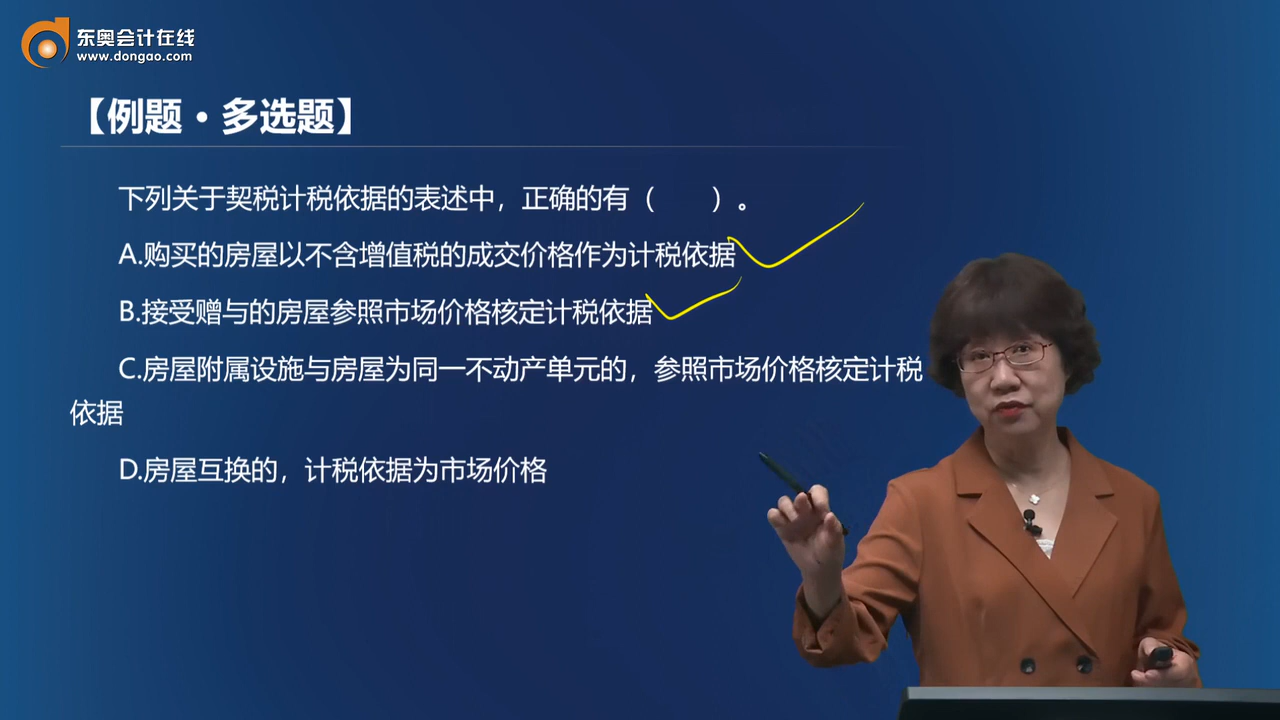 东奥会计在线
www.dongao.com
【例题·多选题】
下列关于契税计税依据的表述中，正确的有（　　）。
A.购买的房屋以不含增值税的成交价格作为计税依据
B.接受赠与的房屋参照市场价格核定计税依据
C.房屋附属设施与房屋为同一不动产单元的，参照市场价格核定计税
依据
D.房屋互换的，计税依据为市场价格